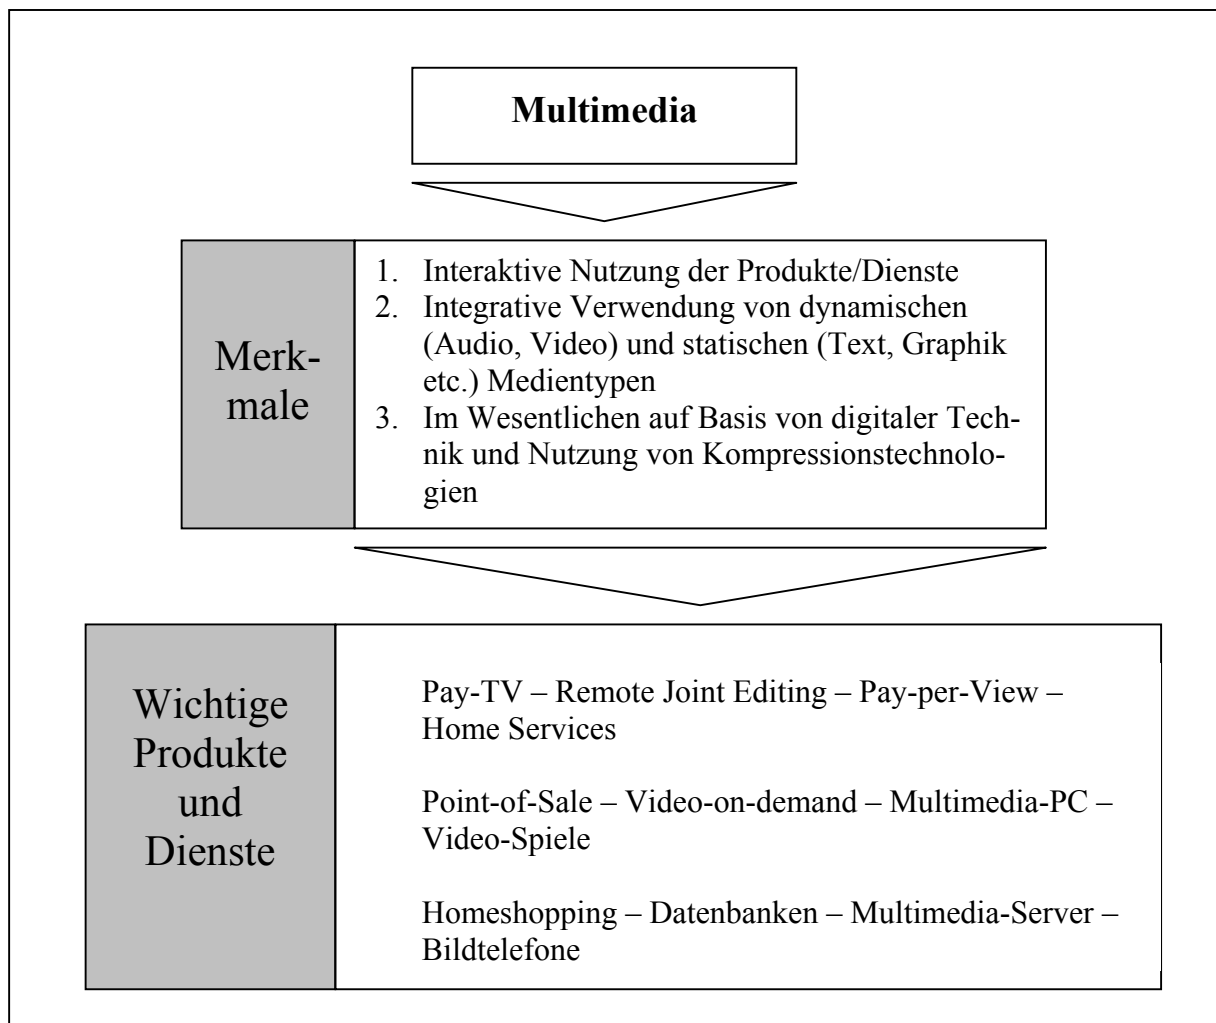 Multimedia
Merk-
male
1. Interaktive Nutzung der Produkte/Dienste
2. Integrative Verwendung von dynamischen
(Audio, Video) und statischen (Text, Graphik
etc.) Medientypen
3. Im Wesentlichen auf Basis von digitaler Tech-
nik und Nutzung von Kompressionstechnolo-
gien
Wichtige
Produkte
und
Dienste
Pay-TV – Remote Joint Editing – Pay-per-View –
Home Services
Point-of-Sale – Video-on-demand – Multimedia-PC –
Video-Spiele
Homeshopping – Datenbanken – Multimedia-Server –
Bildtelefone